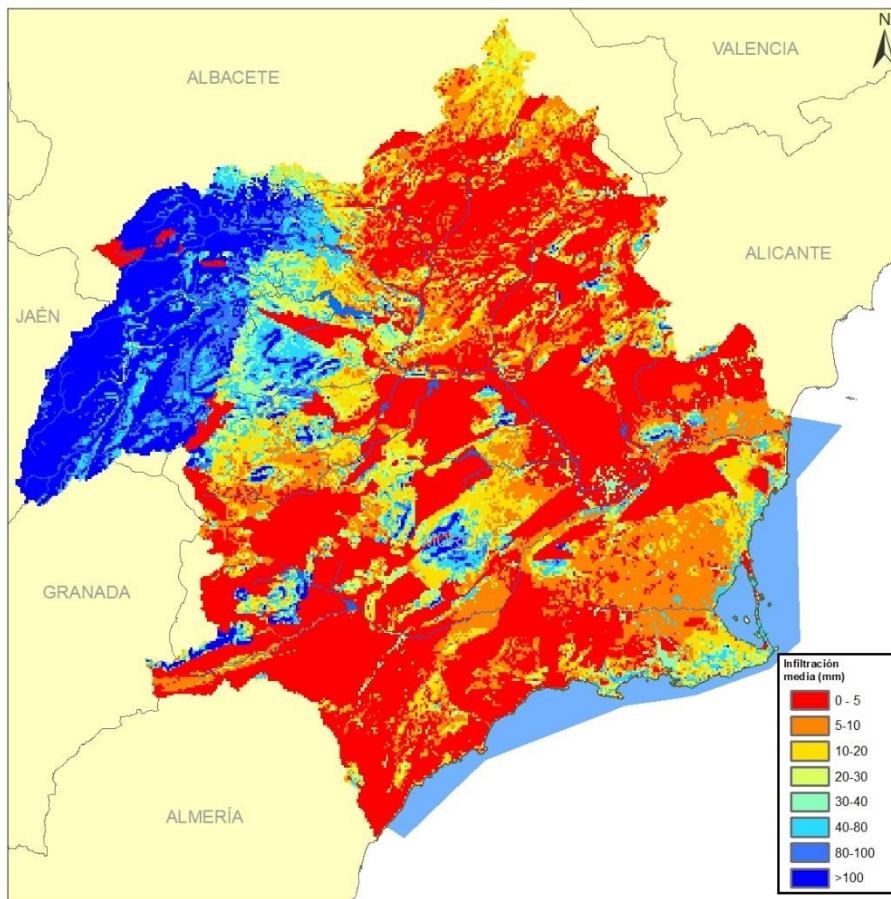 N
VALENCIA
ALBACETE
ALICANTE
JAÉN
GRANADA
ALMERÍA
Infiltración
media (mm)
0 - 5
5-10
10-20
20-30
30-40
40-80
80-100
>100